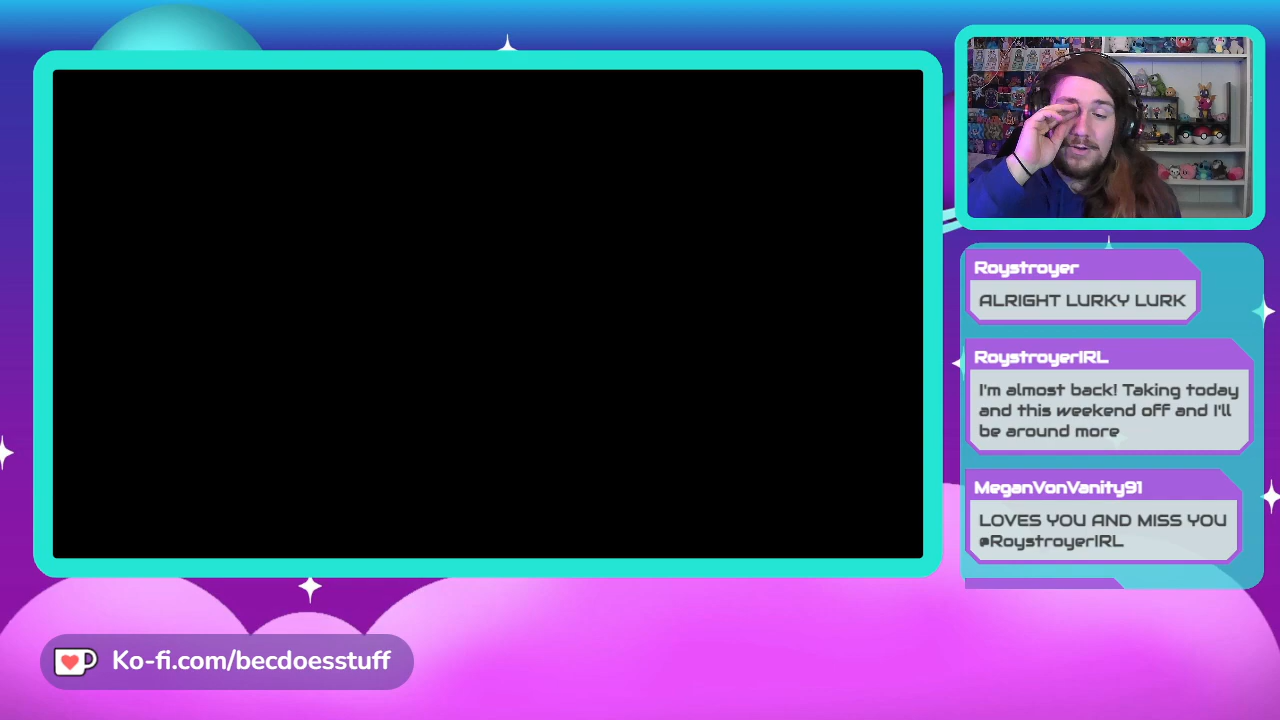 Roystroyer
ALRIGHT LURKY LURK
RoystroyerIRL
I'm almost back! Taking today
and this weekend off and I'll
be around more
MeganVonVanity91
LOVES YOU AND MISS YOU
@RoystroyerIRL
Ko-fi.com/becdoesstuff